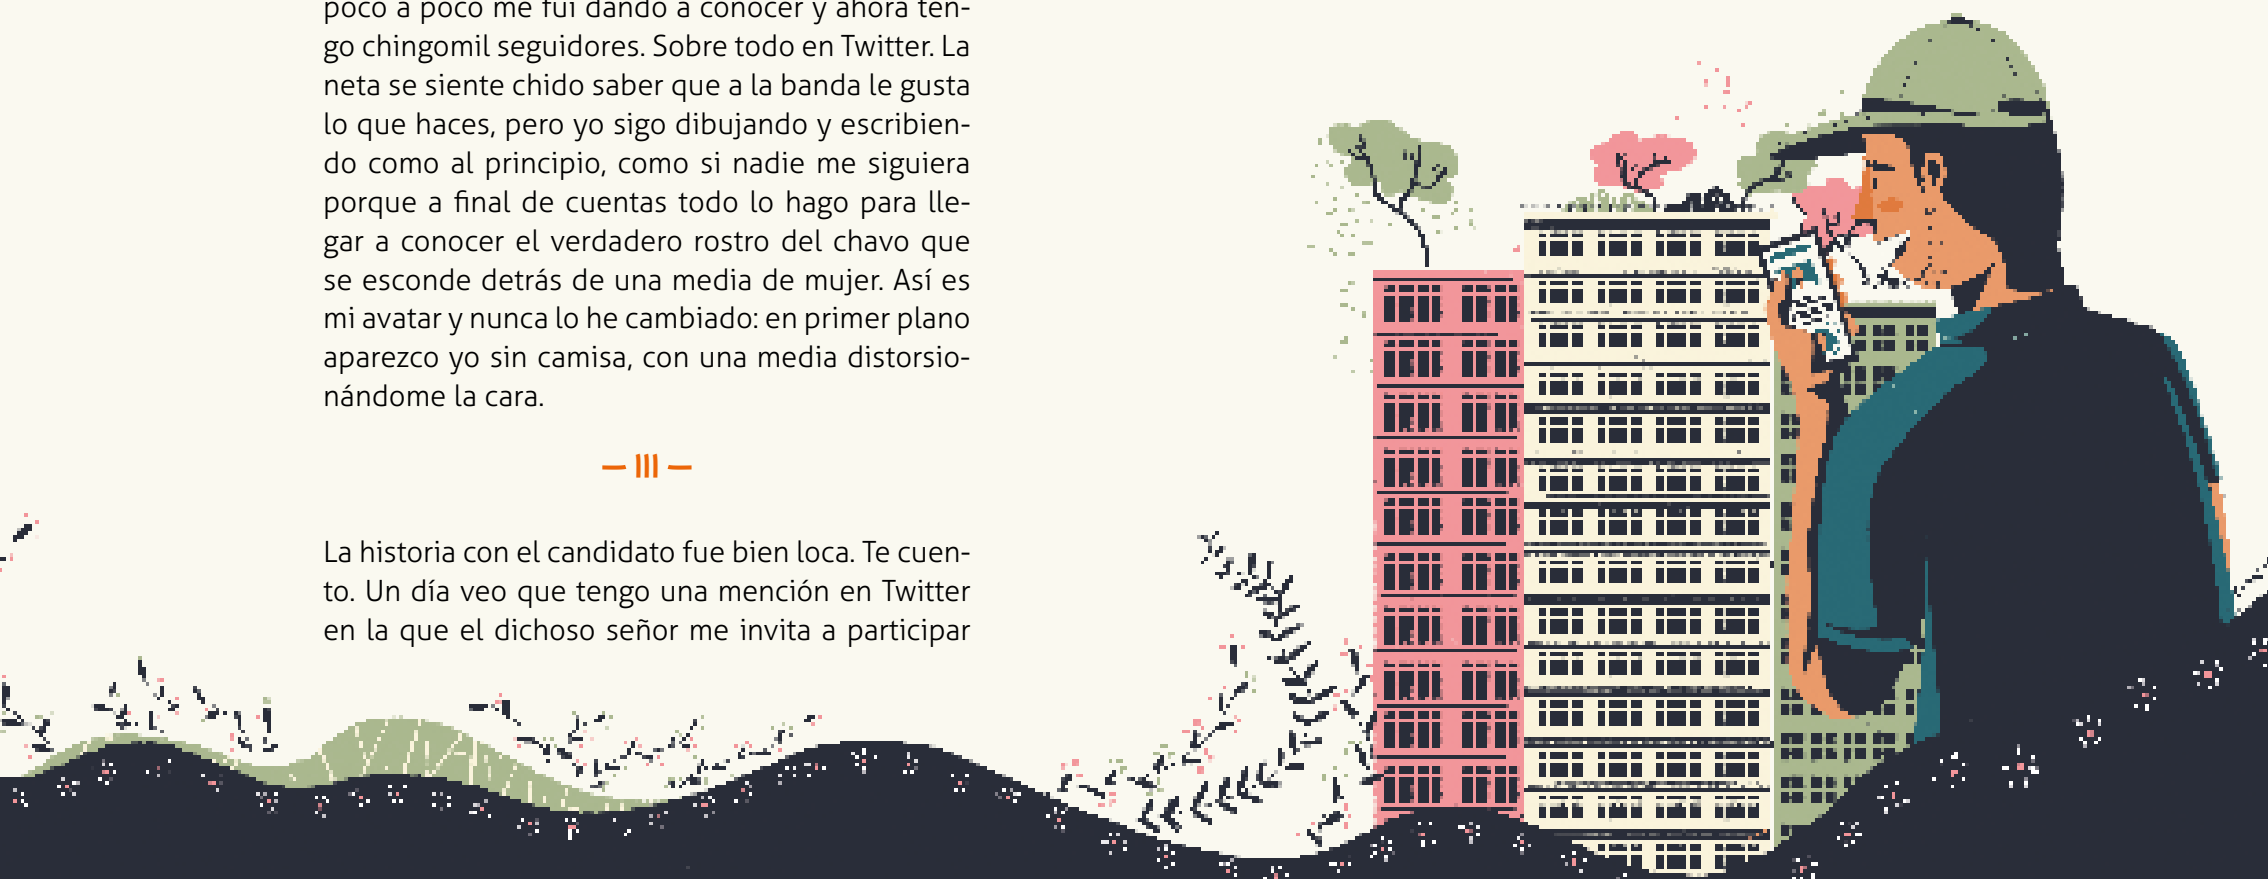 poco a poco me fui dando a conocer y ahora ten-
go chingomil seguidores. Sobre todo en Twitter. La
neta se siente chido saber que a la banda le gusta
lo que haces, pero yo sigo dibujando y escribien-
do como al principio, como si nadie me siguiera
porque a final de cuentas todo lo hago para lle-
gar a conocer el verdadero rostro del chavo que
se esconde detrás de una media de mujer. Así es
mi avatar y nunca lo he cambiado: en primer plano
aparezco yo sin camisa, con una media distorsio-
nándome la cara.
— III —
La historia con el candidato fue bien loca. Te cuen-
to. Un día veo que tengo una mención en Twitter
en la que el dichoso señor me invita a participar